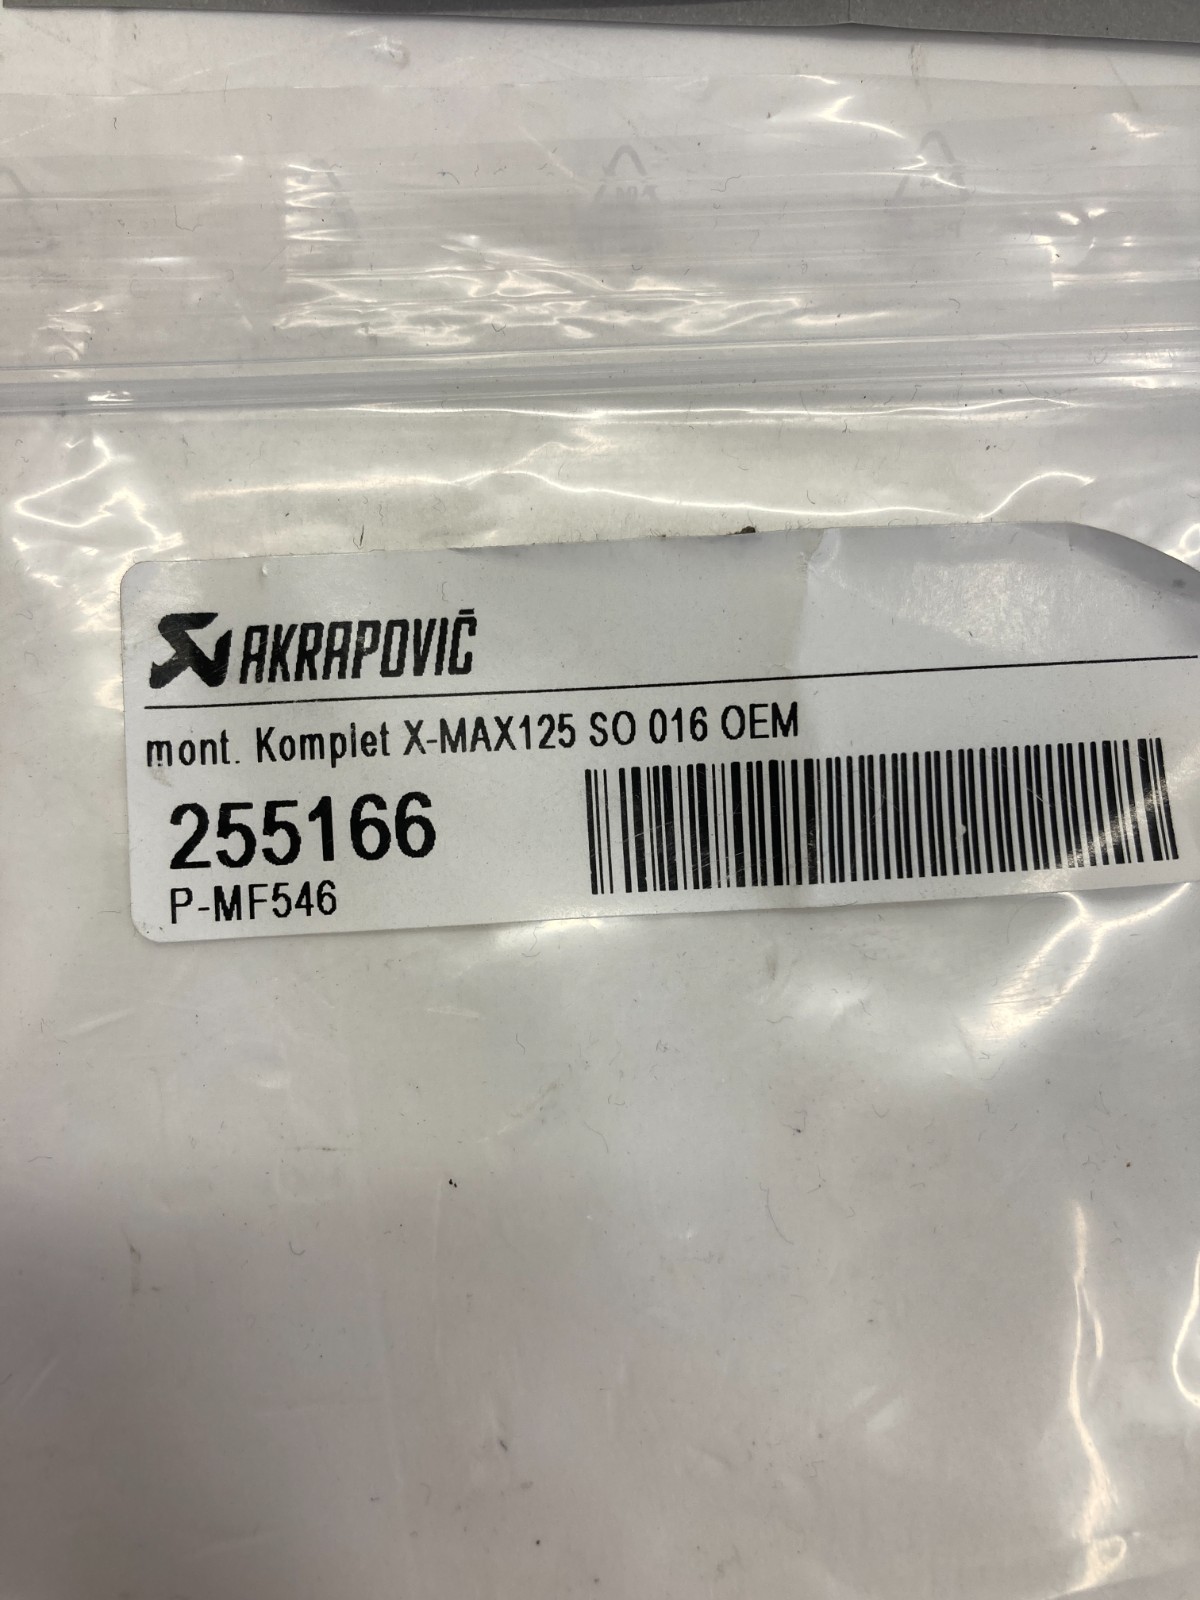 AKRAPOVIČ
mont. Komplet X-MAX125 SO 016 OEM
255166
P-MF546